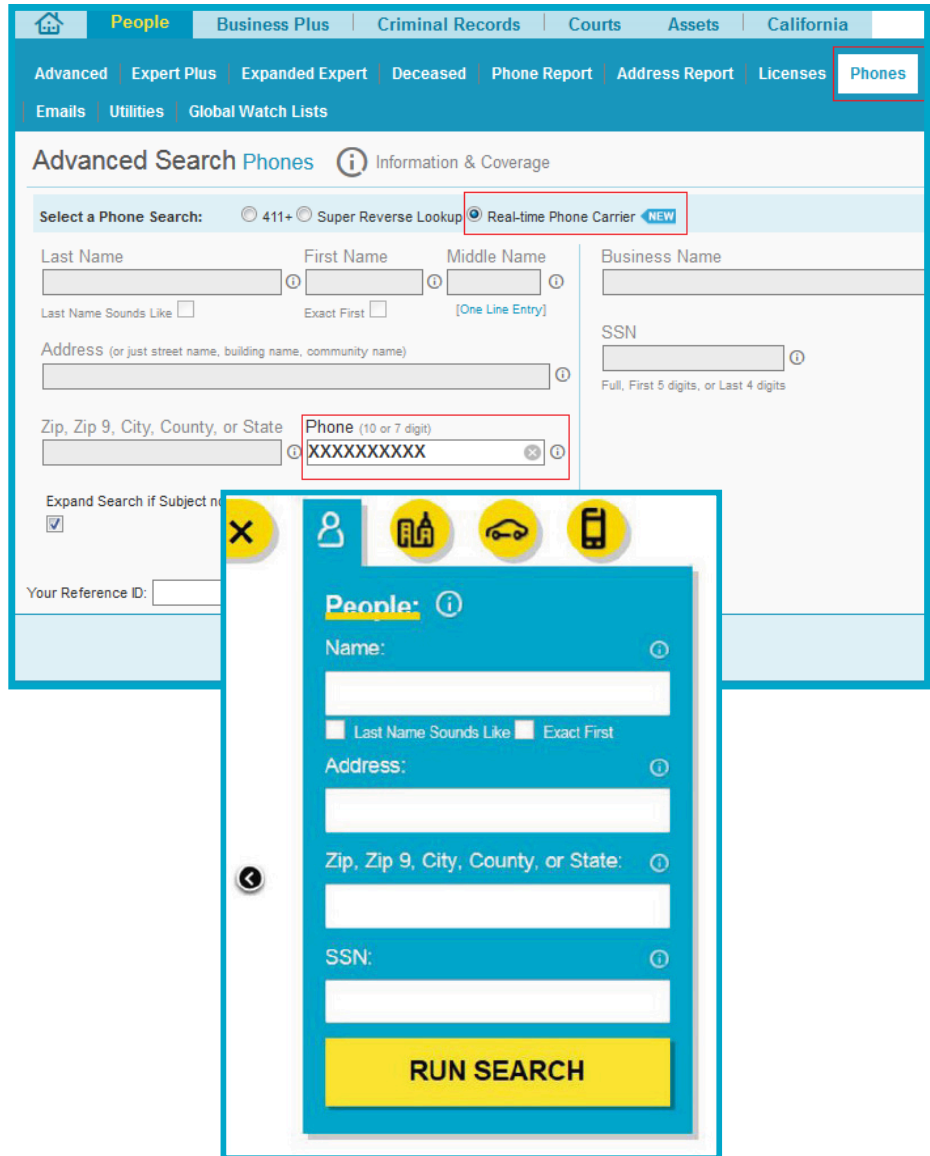 People Business Plus Criminal Records Courts Assets California
Advanced Expert Plus Expanded Expert Deceased Phone Report Address Report Licenses Phones
Emails Utilities Global Watch Lists
Advanced Search Phones Information & Coverage
Select a Phone Search: 411+ Super Reverse Lookup Real-time Phone Carrier NEW
Last Name First Name Middle Name Business Name
Last Name Sounds Like Exact First [One Line Entry]
SSN
Address (or just street name, building name, community name)
Full, First 5 digits, or Last 4 digits
Zip, Zip 9, City, County, or State Phone (10 or 7 digit)
XXXXXXXXXX
Expand Search if Subject
Your Reference ID:
People:
Name:
Last Name Sounds Like Exact First
Address:
Zip, Zip 9, City, County, or State:
SSN:
RUN SEARCH